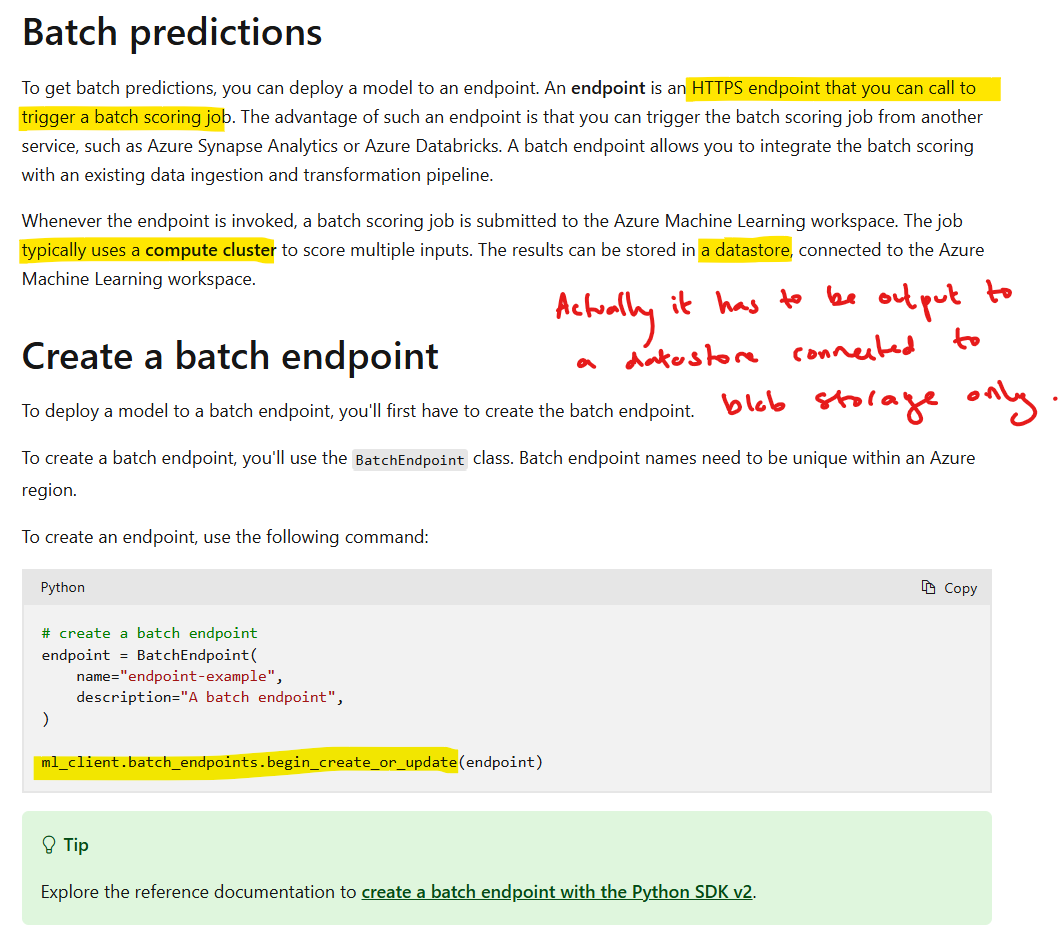 Batch predictions
To get batch predictions, you can deploy a model to an endpoint. An endpoint is an HTTPS endpoint that you can call to
trigger a batch scoring job. The advantage of such an endpoint is that you can trigger the batch scoring job from another
service, such as Azure Synapse Analytics or Azure Databricks. A batch endpoint allows you to integrate the batch scoring
with an existing data ingestion and transformation pipeline.
Whenever the endpoint is invoked, a batch scoring job is submitted to the Azure Machine Learning workspace. The job
typically uses a compute cluster to score multiple inputs. The results can be stored in a datastore, connected to the Azure
Machine Learning workspace.
Actually it has to be output to
a datastore connected to
blob storage only.
Create a batch endpoint
To deploy a model to a batch endpoint, you'll first have to create the batch endpoint.
To create a batch endpoint, you'll use the BatchEndpoint class. Batch endpoint names need to be unique within an Azure
region.
To create an endpoint, use the following command:
Python
Copy
# create a batch endpoint
endpoint = BatchEndpoint(
    name="endpoint-example",
    description="A batch endpoint",
)
ml_client.batch_endpoints.begin_create_or_update(endpoint)
Tip
Explore the reference documentation to create a batch endpoint with the Python SDK v2.